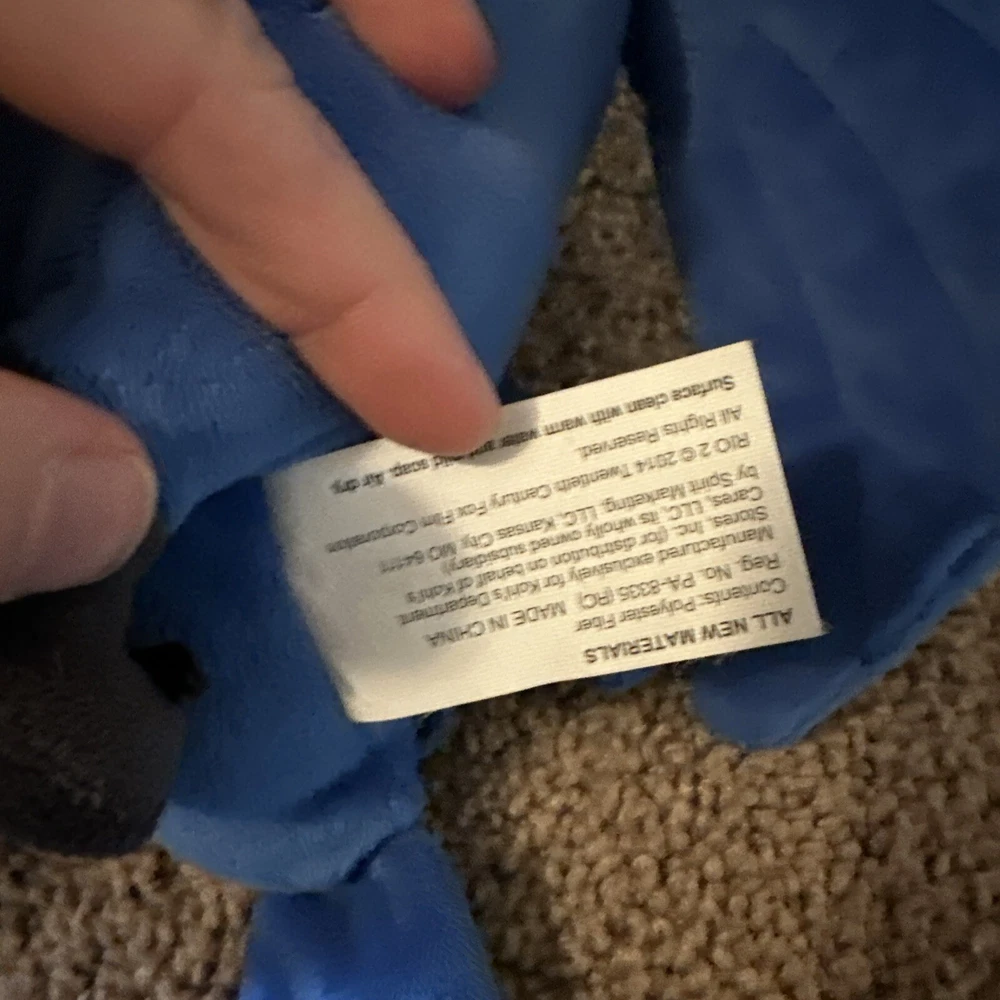 ALL NEW MATERIALS
Contents: Polyester Fiber
Reg. No. PA-8335 (RC) MADE IN CHINA
Manufactured exclusively for Kohl's Department
Stores, Inc. (for distribution on behalf of Kohl's
Cares, LLC, its wholly owned subsidiary)
by Spirit Marketing, LLC, Kansas City, MO 64111
RIO 2 © 2014 Twentieth Century Fox Film Corporation.
All Rights Reserved.
Surface clean with warm water and mild soap. Air dry.